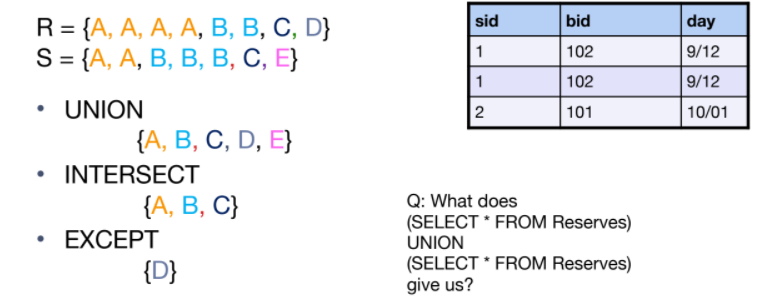 R = {A, A, A, A, B, B, C, D}
S = {A, A, B, B, B, C, E}
• UNION
{A, B, C, D, E}
• INTERSECT
{A, B, C}
• EXCEPT
{D}
sid bid day
1 102 9/12
1 102 9/12
2 101 10/01
Q: What does
(SELECT * FROM Reserves)
UNION
(SELECT * FROM Reserves)
give us?